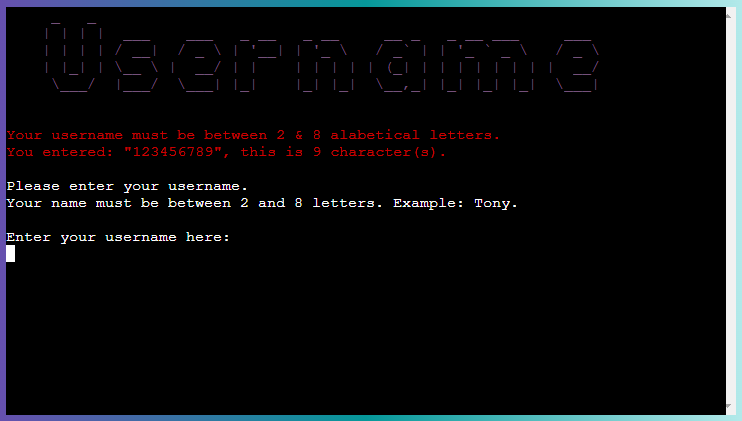 Username
Your username must be between 2 & 8 alabetical letters.
You entered: "123456789", this is 9 character(s).
Please enter your username.
Your name must be between 2 and 8 letters. Example: Tony.
Enter your username here: